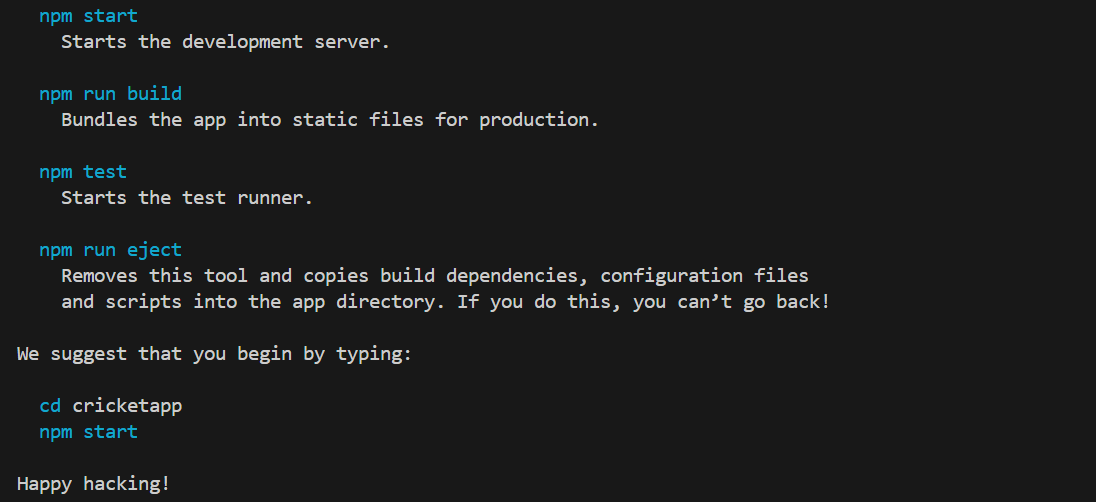 npm start
Starts the development server.
npm run build
Bundles the app into static files for production.
npm test
Starts the test runner.
npm run eject
Removes this tool and copies build dependencies, configuration files
and scripts into the app directory. If you do this, you can’t go back!
We suggest that you begin by typing:
cd cricketapp
npm start
Happy hacking!